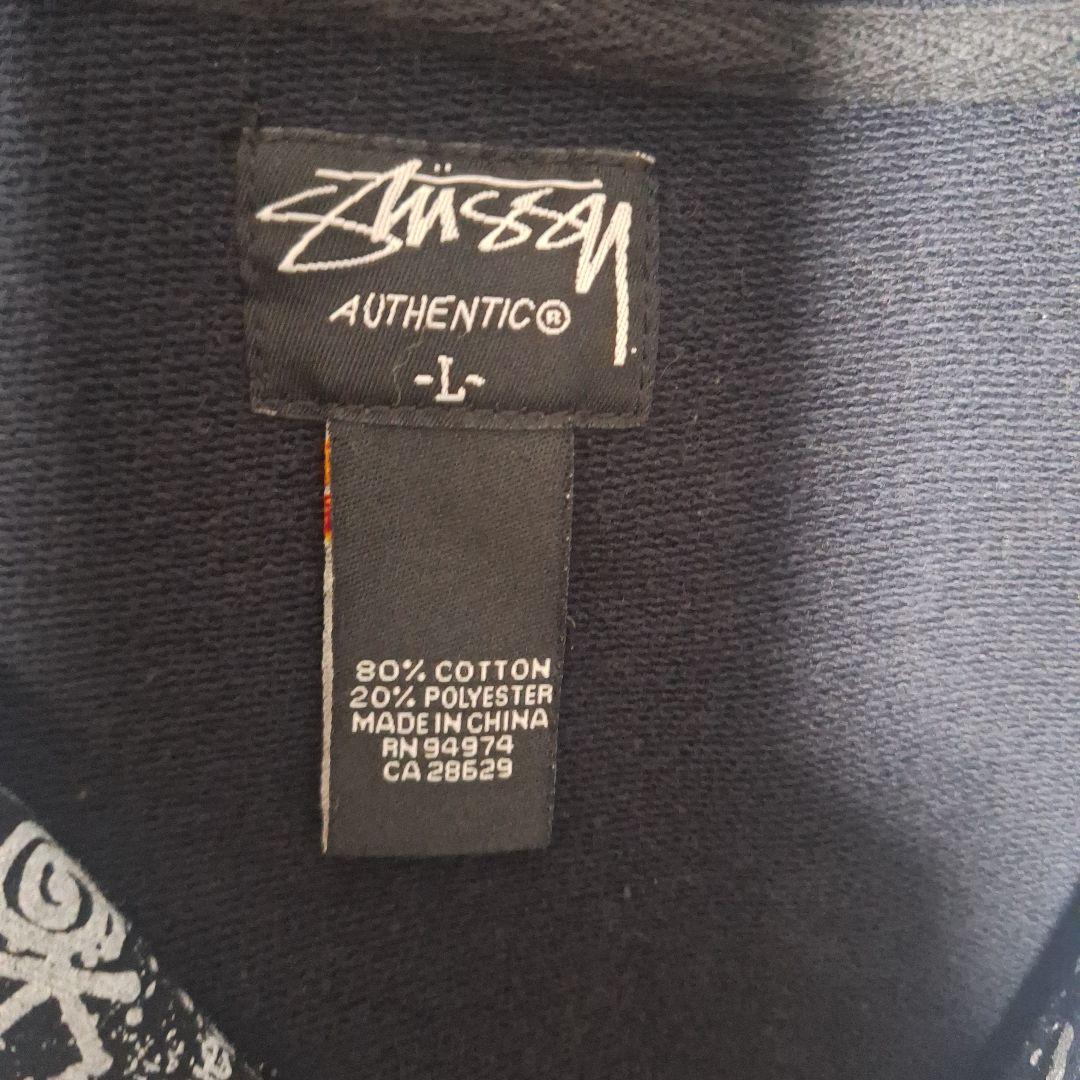 Stüssy
AUTHENTIC®
-L-
80% COTTON
20% POLYESTER
MADE IN CHINA
RN 94974
CA 28629